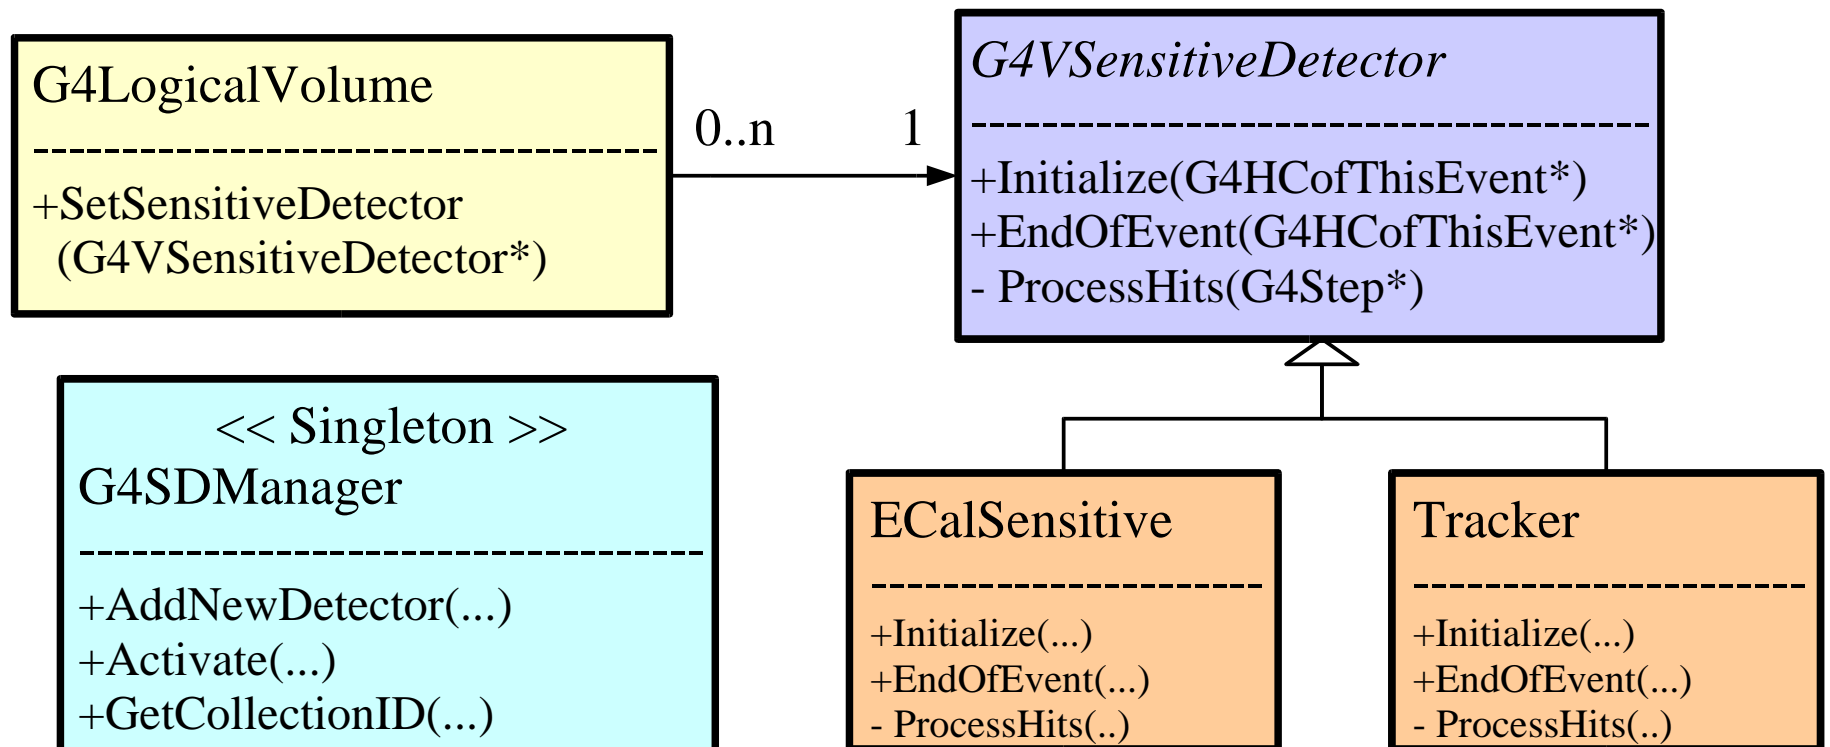 G4LogicalVolume
+SetSensitiveDetector
(G4VSensitiveDetector*)
0..n
1
G4VSensitiveDetector
+Initialize(G4HCofThisEvent*)
+EndOfEvent(G4HCofThisEvent*)
- ProcessHits(G4Step*)
<< Singleton >>
G4SDManager
+AddNewDetector(...)
+Activate(...)
+GetCollectionID(...)
ECalSensitive
+Initialize(...)
+EndOfEvent(...)
- ProcessHits(..)
Tracker
+Initialize(...)
+EndOfEvent(...)
- ProcessHits(..)